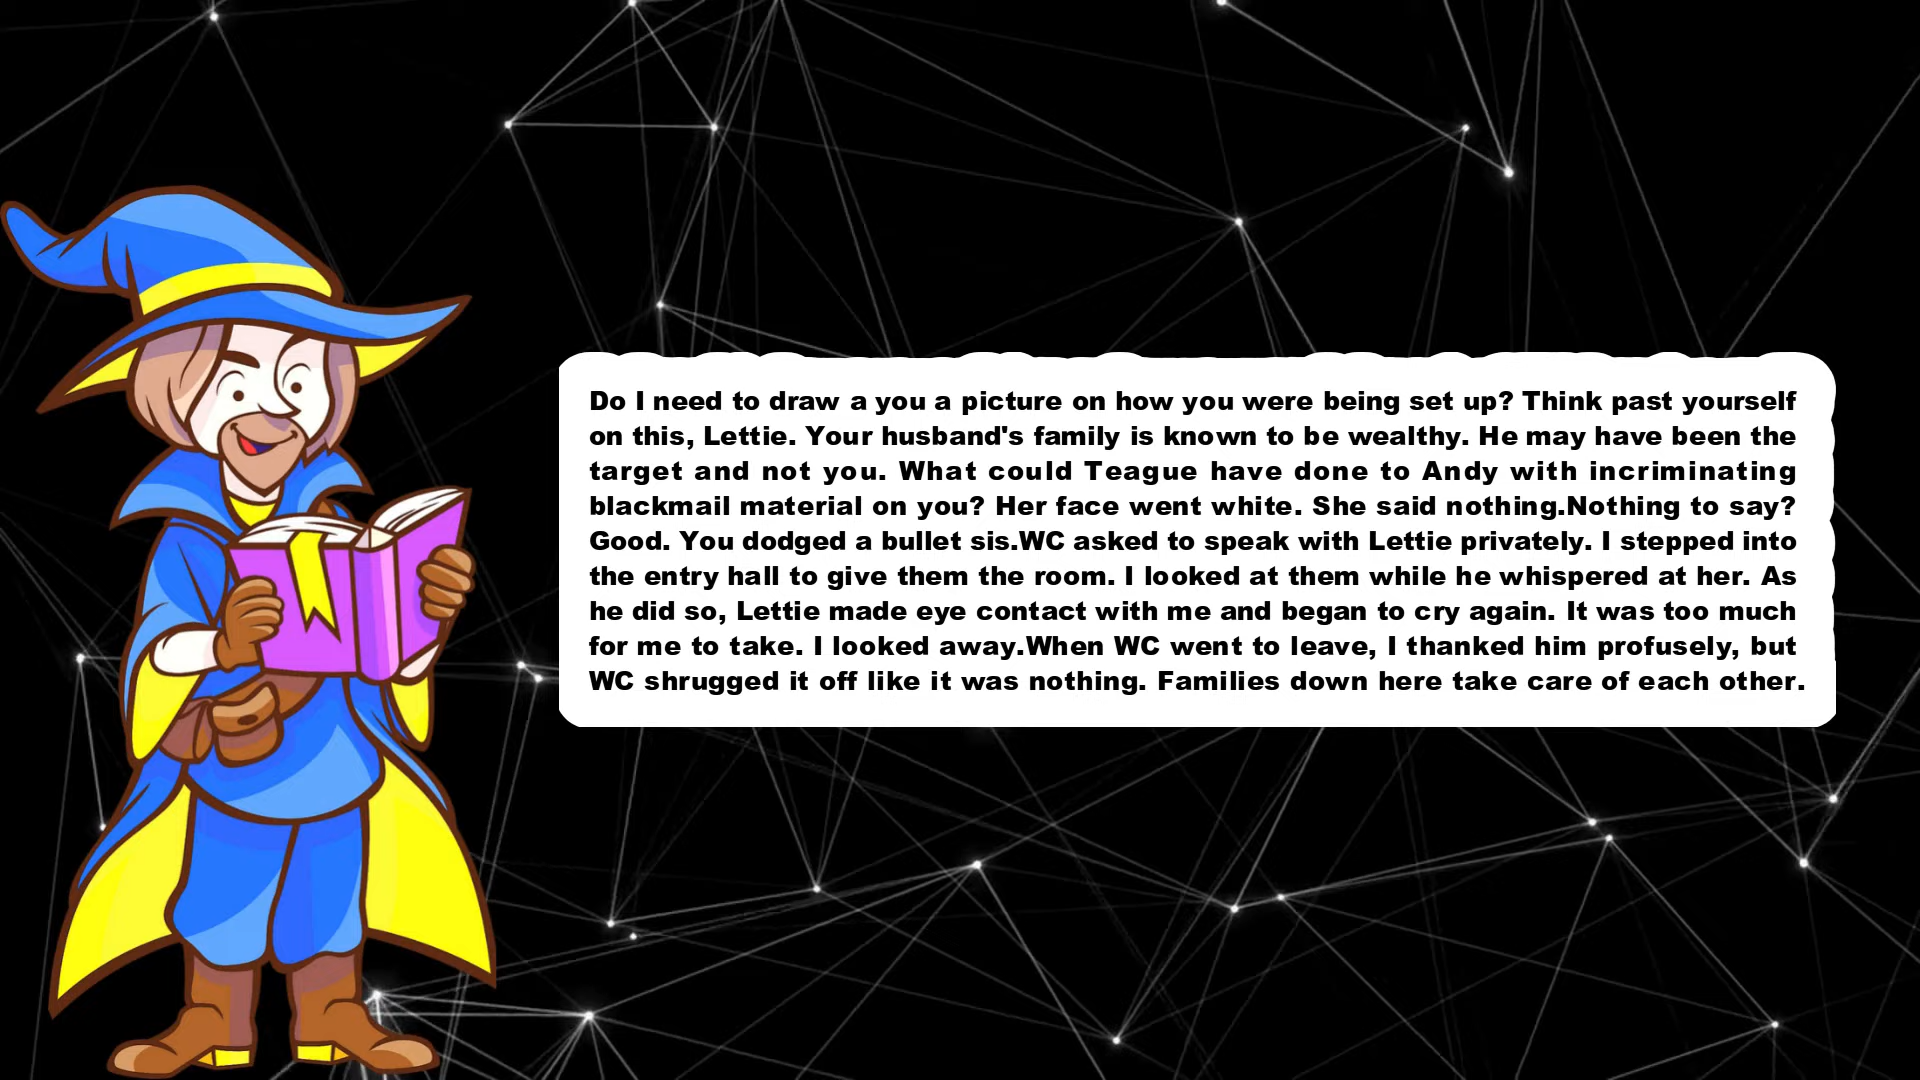 Do I need to draw a you a picture on how you were being set up? Think past yourself
on this, Lettie. Your husband's family is known to be wealthy. He may have been the
target and not you. What could Teague have done to Andy with incriminating
blackmail material on you? Her face went white. She said nothing.Nothing to say?
Good. You dodged a bullet sis.WC asked to speak with Lettie privately. I stepped into
the entry hall to give them the room. I looked at them while he whispered at her. As
he did so, Lettie made eye contact with me and began to cry again. It was too much
for me to take. I looked away.When WC went to leave, I thanked him profusely, but
WC shrugged it off like it was nothing. Families down here take care of each other.